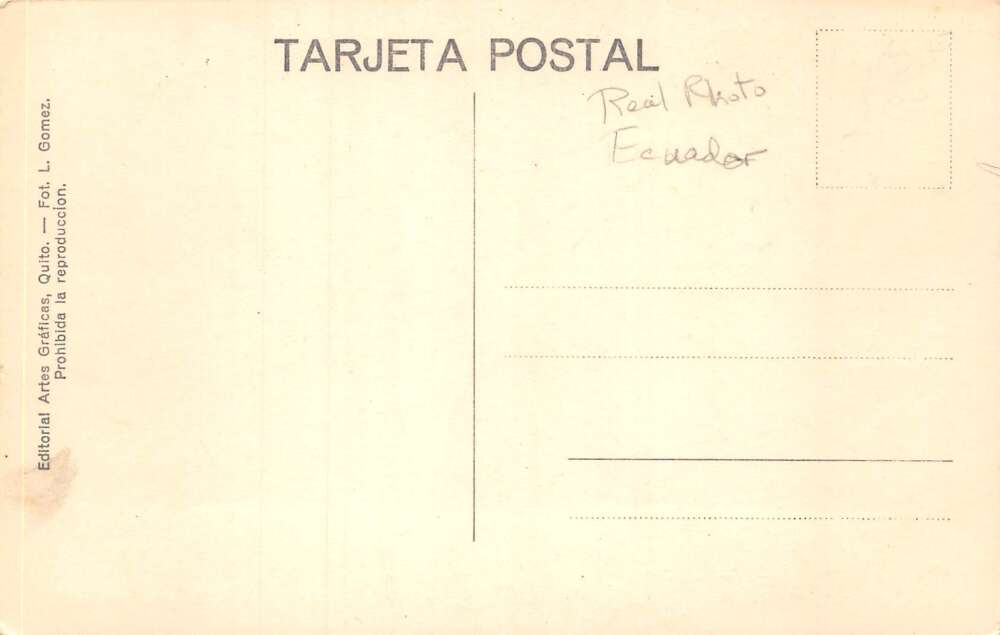 TARJETA POSTAL
Real Photo
Ecuador
Editorial Artes Gráficas, Quito. — Fot. L. Gomez.
Prohibida la reproduccion.